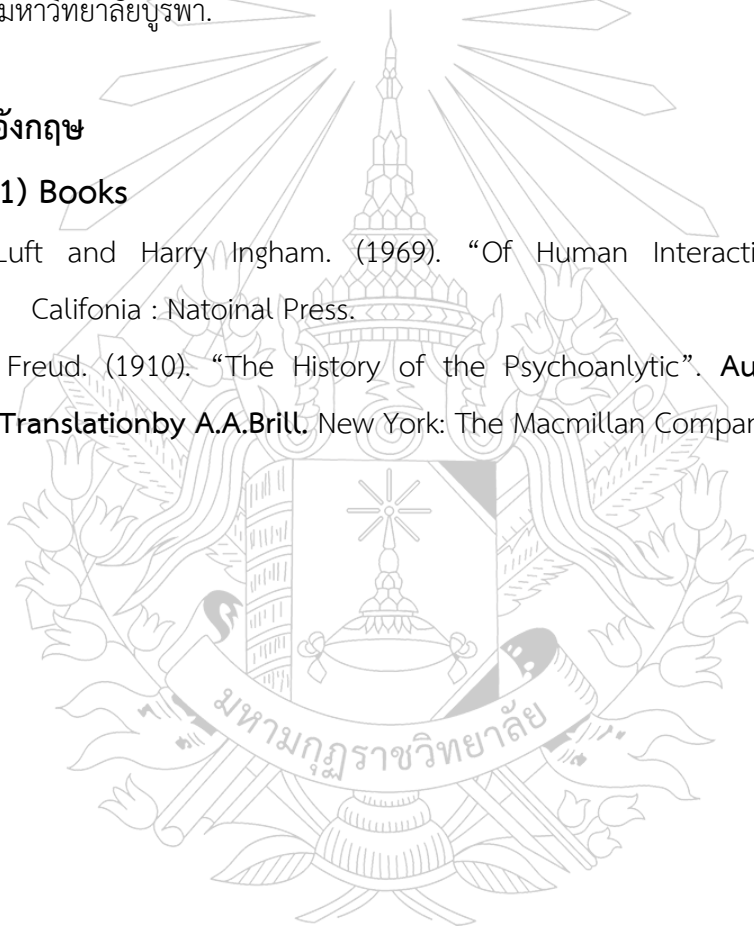 มหาวิทยาลัยบูรพา.
อังกฤษ
1) Books
Luft and Harry Ingham. (1969). “Of Human Interacti
Califonia : Natoinal Press.
Freud. (1910). “The History of the Psychoanlytic”. Au
Translationby A.A.Brill. New York: The Macmillan Compan
มหามกุฏราชวิทยาลัย